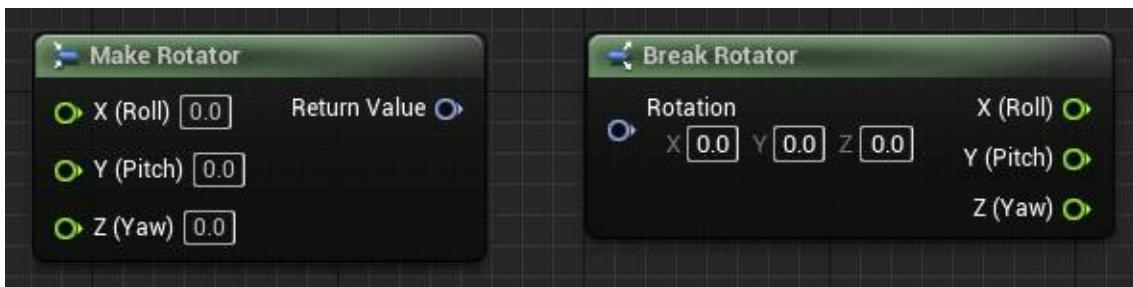 Make Rotator
X (Roll) 0.0 Return Value
Y (Pitch) 0.0
Z (Yaw) 0.0
Break Rotator
Rotation X (Roll)
X 0.0 Y 0.0 Z 0.0 Y (Pitch)
Z (Yaw)